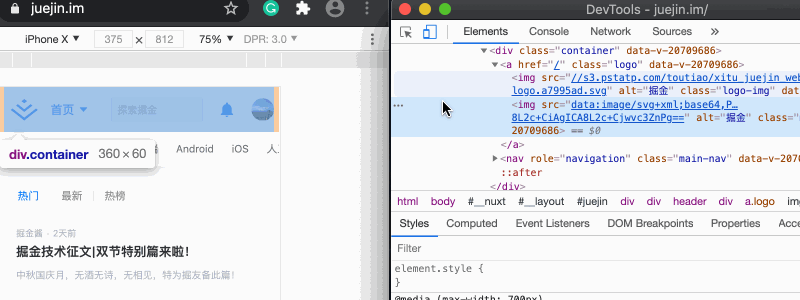 juejin.im
iPhone X 375 × 812 75% DPR: 3.0
首页 探索掘金
div.container 360 × 60
Android iOS 人
热门 最新 热榜
掘金酱 · 2天前
掘金技术征文|双节特别篇来啦！
中秋国庆月，无酒无诗，无相见，特为掘友备此篇！
DevTools - juejin.im/
Elements Console Network Sources »
<div class="container" data-v-20709686>
<a href="/" class="logo" data-v-20709686>
<img src="//s3.pstatp.com/toutiao/xitu_juejin_web
logo.a7995ad.svg" alt="掘金" class="logo-img" dat
<img src="data:image/svg+xml;base64,P…
8L2c+CiAgICA8L2c+Cjwvc3ZnPg==" alt="掘金" clas
20709686> == $0
</a>
<nav role="navigation" class="main-nav" data-v-20
::after
</div>
html body #__nuxt #__layout #juejin div div header div a.logo img
Styles Computed Event Listeners DOM Breakpoints Properties Acce
Filter
element.style {
}
@media (max-width: 700px)